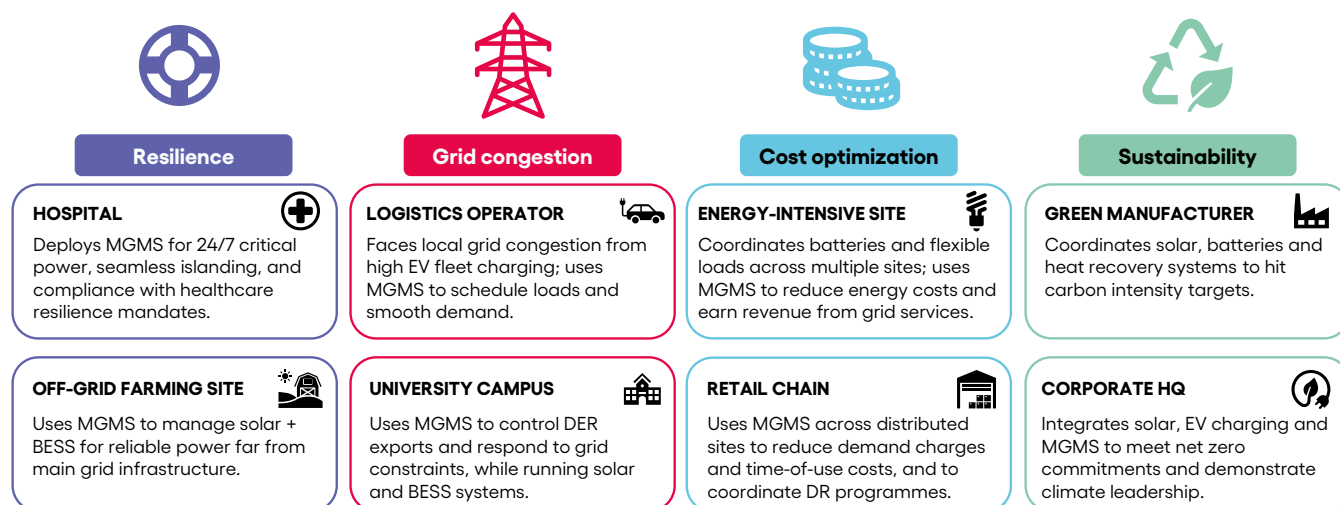 Resilience
HOSPITAL
Deploys MGMS for 24/7 critical
power, seamless islanding, and
compliance with healthcare
resilience mandates.
OFF-GRID FARMING SITE
Uses MGMS to manage solar +
BESS for reliable power far from
main grid infrastructure.
Grid congestion
LOGISTICS OPERATOR
Faces local grid congestion from
high EV fleet charging; uses
MGMS to schedule loads and
smooth demand.
UNIVERSITY CAMPUS
Uses MGMS to control DER
exports and respond to grid
constraints, while running solar
and BESS systems.
Cost optimization
ENERGY-INTENSIVE SITE
Coordinates batteries and flexible
loads across multiple sites; uses
MGMS to reduce energy costs and
earn revenue from grid services.
RETAIL CHAIN
Uses MGMS across distributed
sites to reduce demand charges
and time-of-use costs, and to
coordinate DR programmes.
Sustainability
GREEN MANUFACTURER
Coordinates solar, batteries and
heat recovery systems to hit
carbon intensity targets.
CORPORATE HQ
Integrates solar, EV charging and
MGMS to meet net zero
commitments and demonstrate
climate leadership.